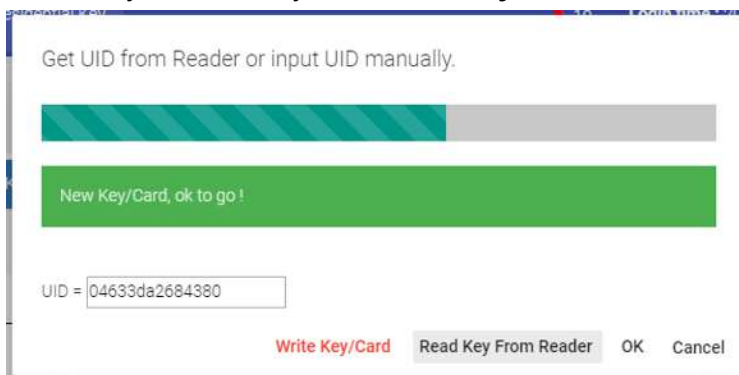 Get UID from Reader or input UID manually.
New Key/Card, ok to go !
UID = 04633da2684380
Write Key/Card Read Key From Reader OK Cancel